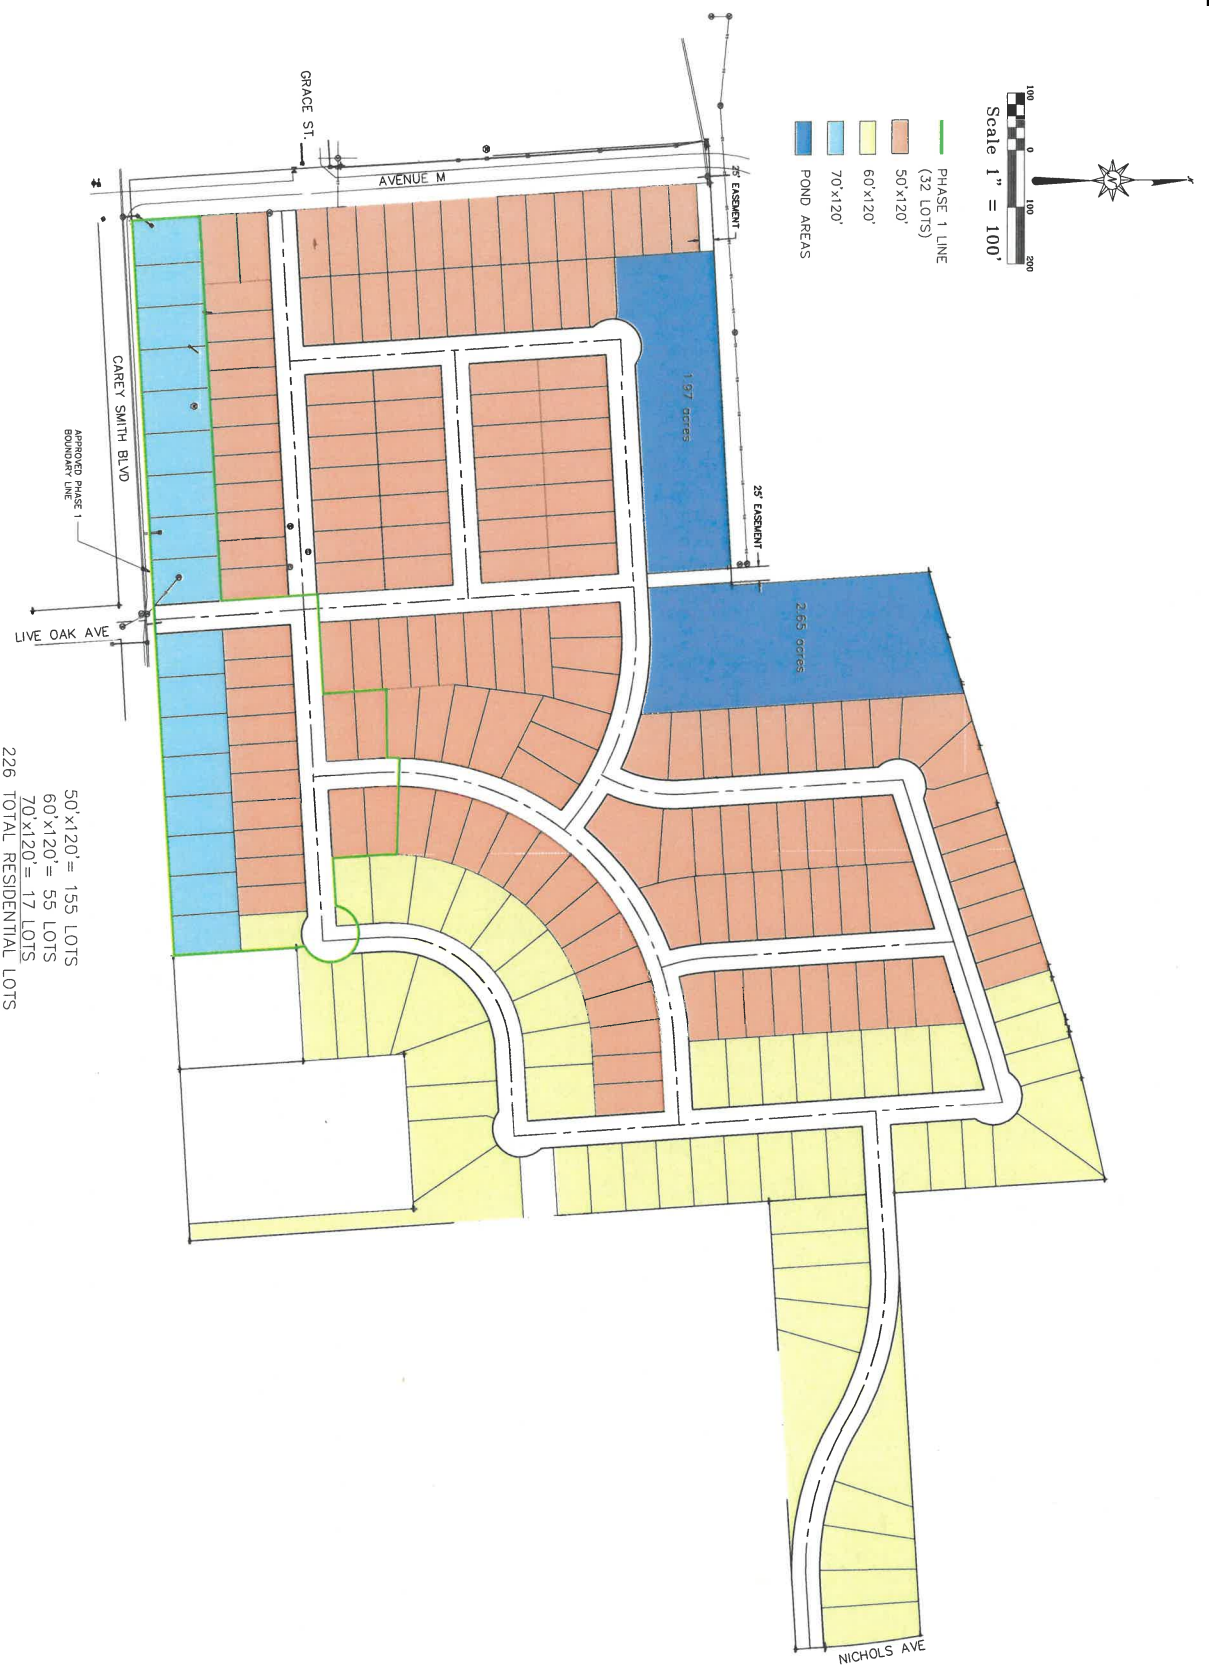 100 0 100 200
Scale 1" = 100'
PHASE 1 LINE
(32 LOTS)
50'x120'
60'x120'
70'x120'
POND AREAS
GRACE ST.
AVENUE M
25' EASEMENT
25' EASEMENT
1.97 acres
2.65 acres
CAREY SMITH BLVD
APPROVED PHASE 1
BOUNDARY LINE
LIVE OAK AVE
NICHOLS AVE
50'x120'= 155 LOTS
60'x120'= 55 LOTS
70'x120'= 17 LOTS
226 TOTAL RESIDENTIAL LOTS